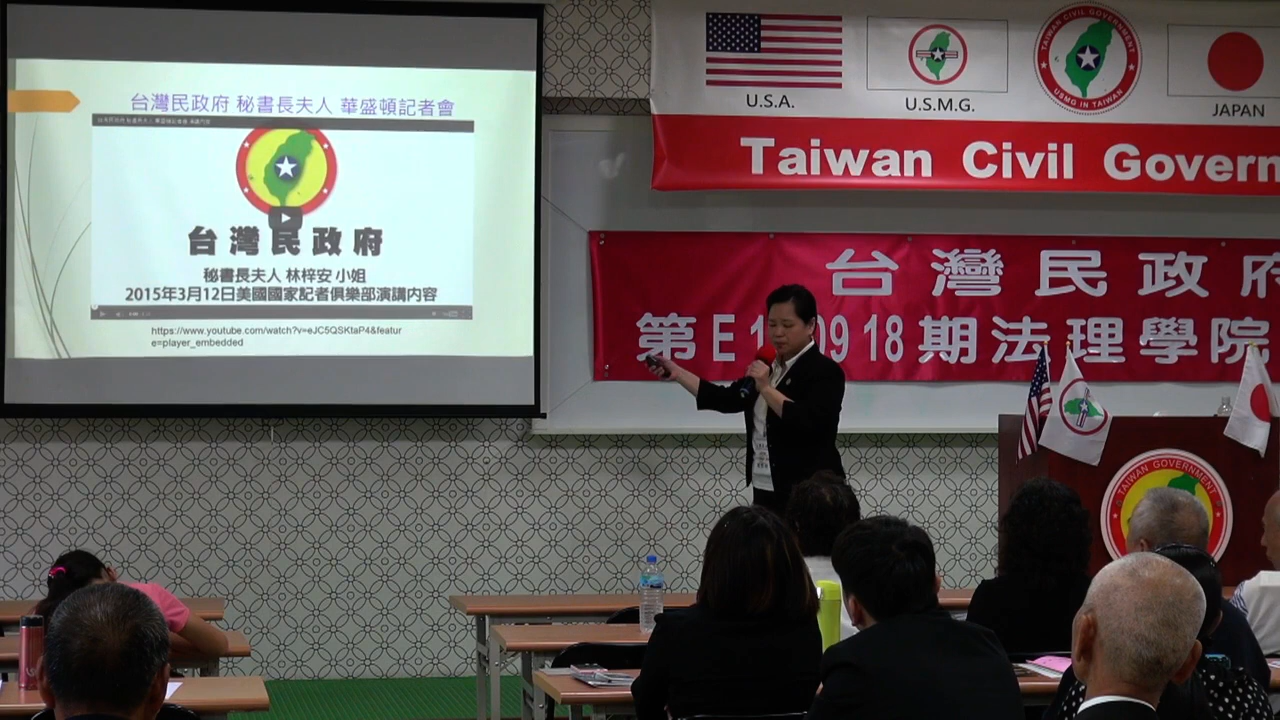 台灣民政府 秘書長夫人 華盛頓記者會
台灣民政府
秘書長夫人 林梓安 小姐
2015年3月12日美國國家記者俱樂部演講內容
https://www.youtube.com/watch?v=eJC5QSKtaP4&featur
e=player_embedded
U.S.A.
U.S.M.G.
TAIWAN CIVIL GOVERNMENT
USMG IN TAIWAN
JAPAN
Taiwan Civil Govern
台灣民政府
第E1 09 18期法理學院
TAIWAN GOVERNMENT